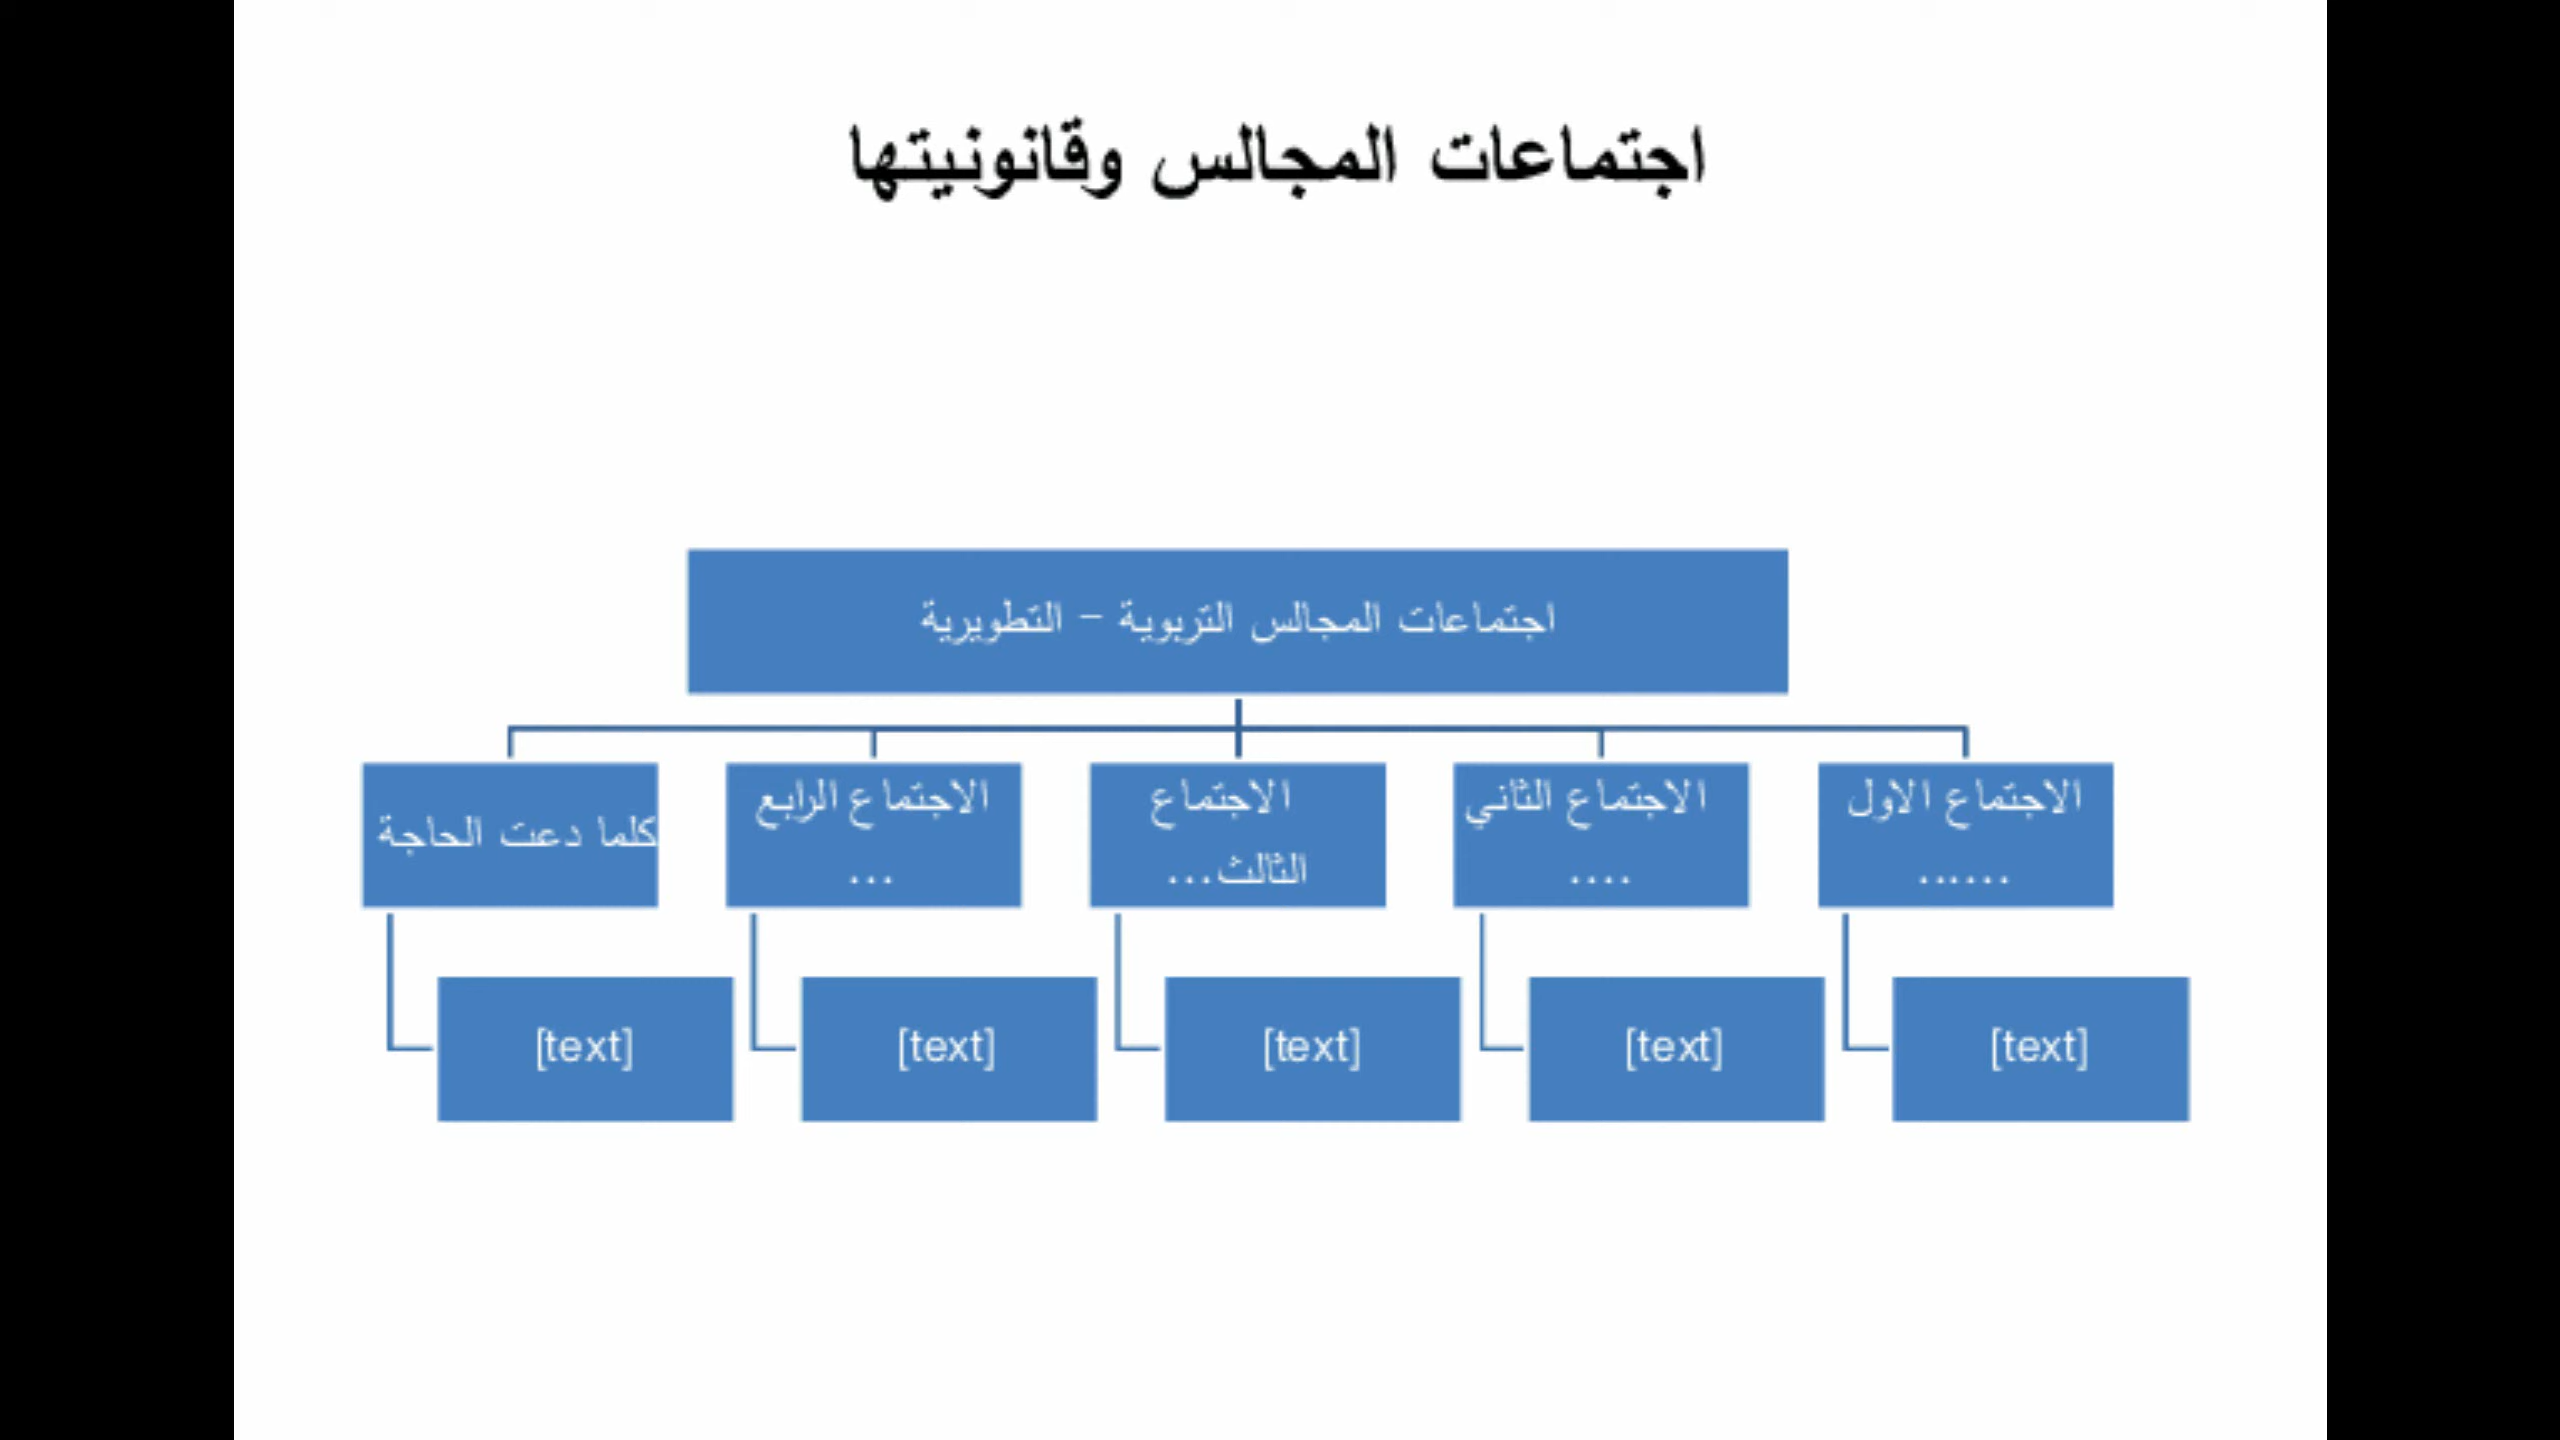 اجتماعات المجالس وقانونيتها
اجتماعات المجالس التربوية – التطويرية
الاجتماع الاول
......
الاجتماع الثاني
....
الاجتماع
الثالث...
الاجتماع الرابع
...
كلما دعت الحاجة
[text]
[text]
[text]
[text]
[text]